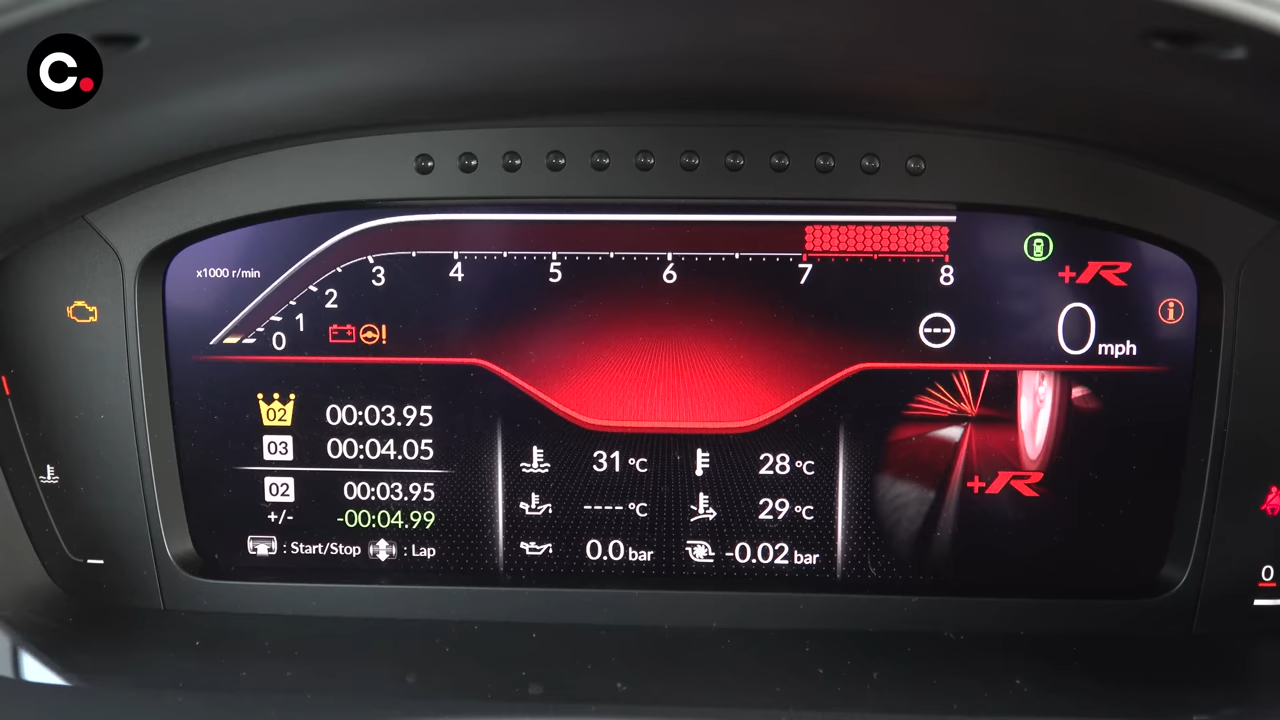 C.
x1000 r/min
0 1 2 3 4 5 6 7 8
+R
0 mph
02 00:03.95
03 00:04.05
02 00:03.95
+/- -00:04.99
: Start/Stop : Lap
31 °C
28 °C
---- °C
29 °C
0.0 bar
-0.02 bar
+R
0